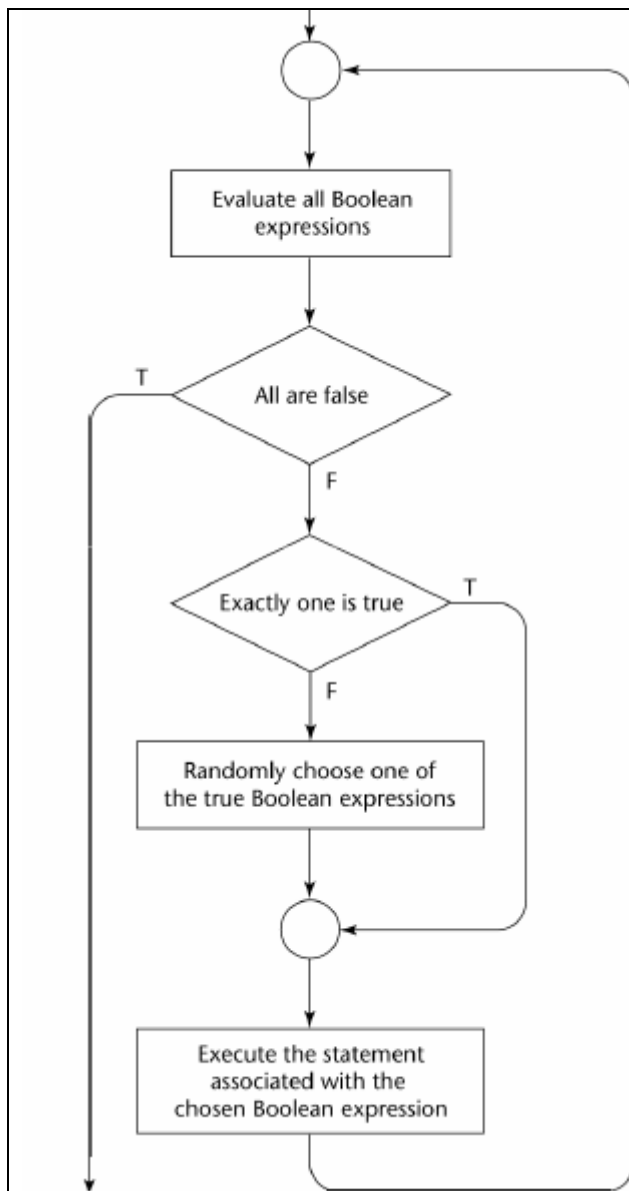 Evaluate all Boolean
expressions
T
All are false
F
Exactly one is true
T
F
Randomly choose one of
the true Boolean expressions
Execute the statement
associated with the
chosen Boolean expression